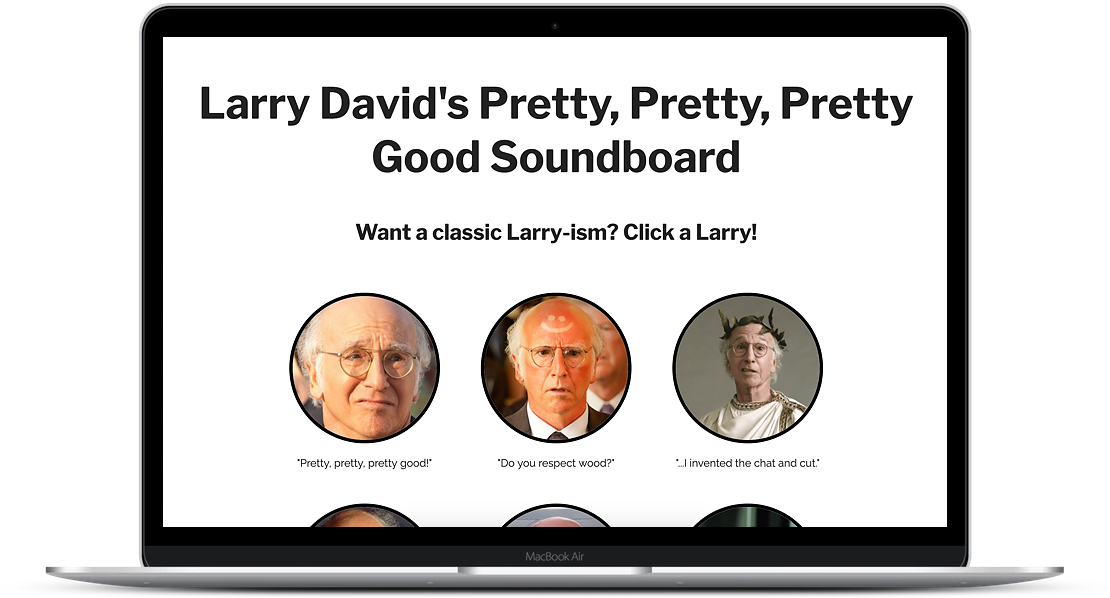 Larry David's Pretty, Pretty, Pretty
Good Soundboard
Want a classic Larry-ism? Click a Larry!
"Pretty, pretty, pretty good!"
"Do you respect wood?"
"...I invented the chat and cut."
MacBook Air